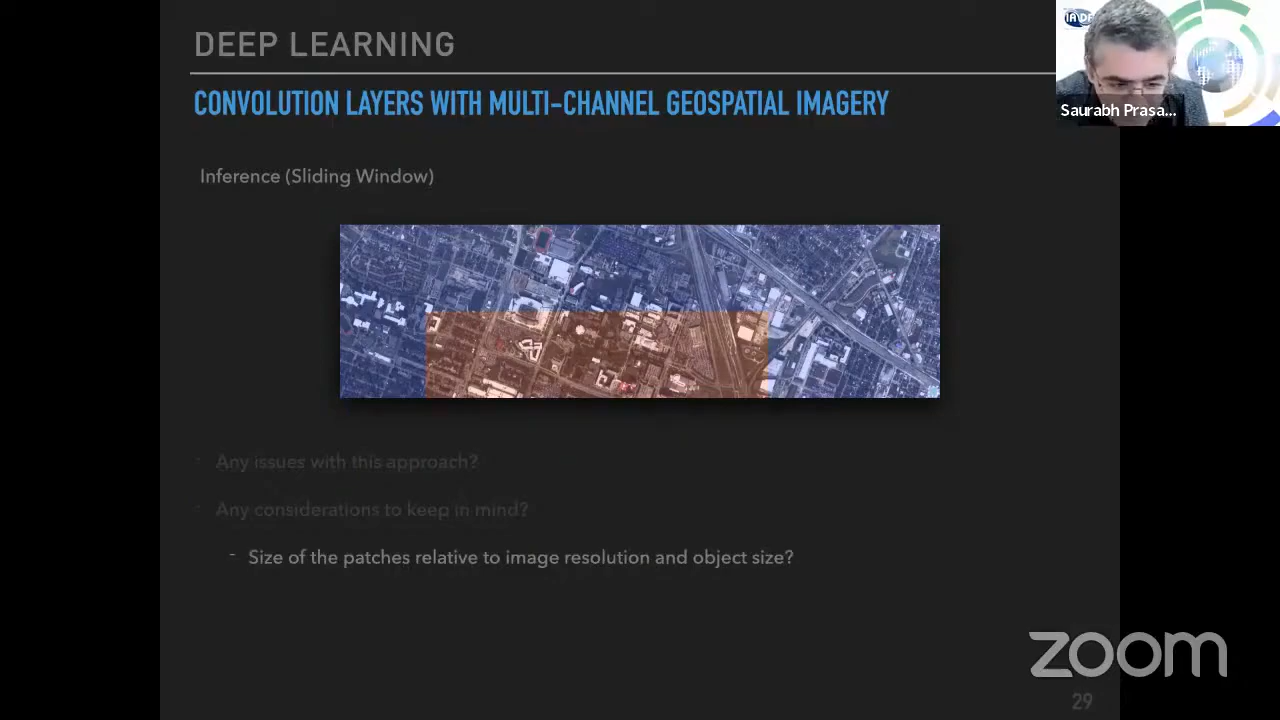 DEEP LEARNING
CONVOLUTION LAYERS WITH MULTI-CHANNEL GEOSPATIAL IMAGERY
Saurabh Prasa...
Inference (Sliding Window)
- Any issues with this approach?
- Any considerations to keep in mind?
- Size of the patches relative to image resolution and object size?
zoom
29